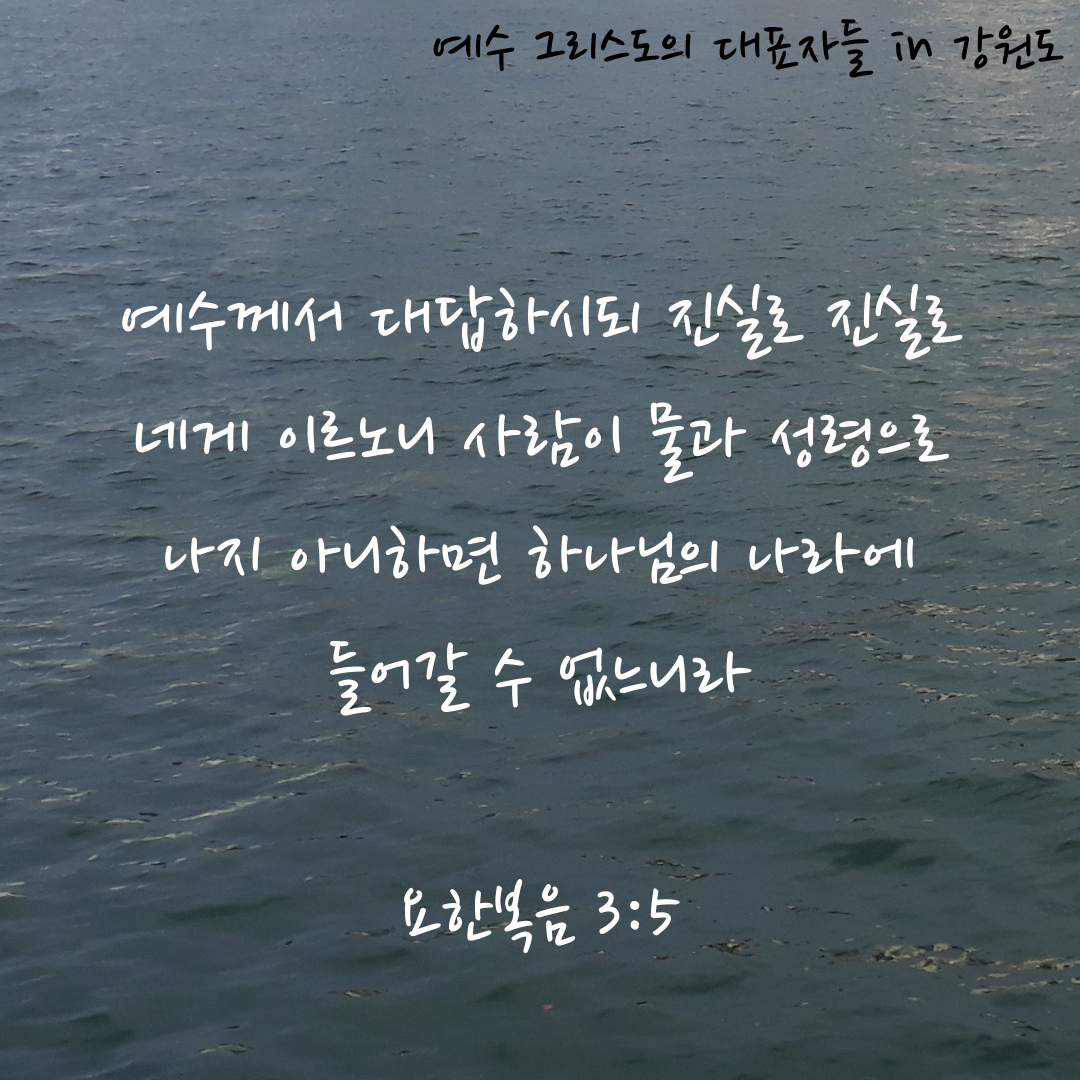 예수 그리스도의 대표자들 in 강원도
예수께서 대답하시되 진실로 진실로
네게 이르노니 사람이 물과 성령으로
나지 아니하면 하나님의 나라에
들어갈 수 없느니라
요한복음 3:5